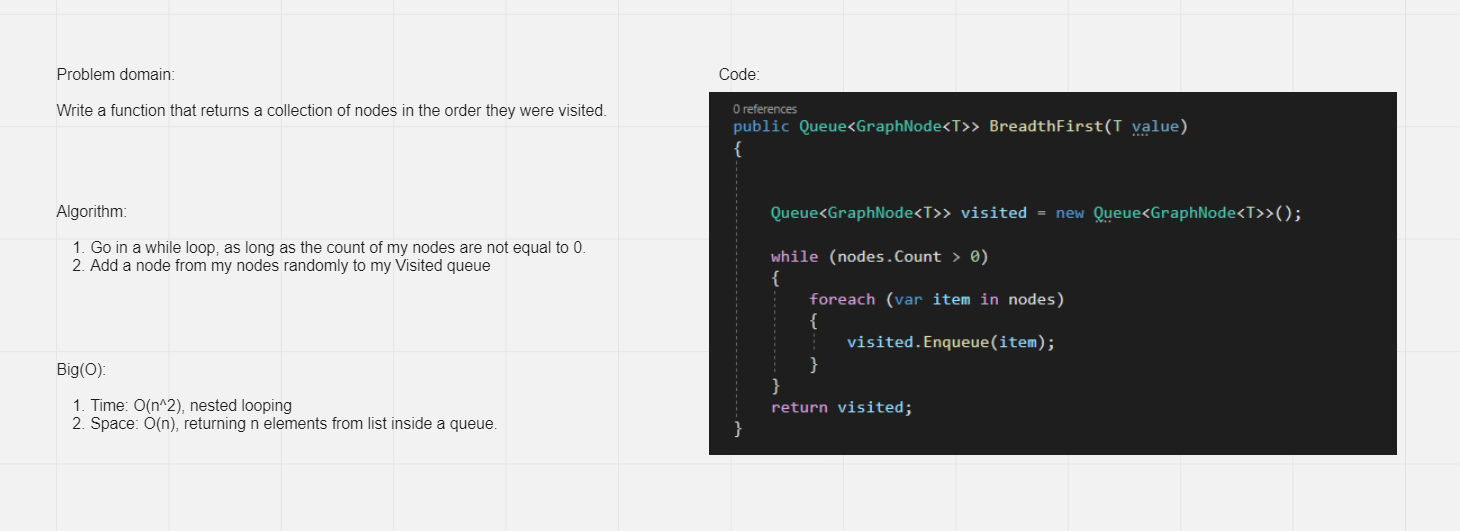 Problem domain:
Write a function that returns a collection of nodes in the order they were visited.
Algorithm:
1. Go in a while loop, as long as the count of my nodes are not equal to 0.
2. Add a node from my nodes randomly to my Visited queue
Big(O):
1. Time: O(n^2), nested looping
2. Space: O(n), returning n elements from list inside a queue.
Code:
0 references
public Queue<GraphNode<T>> BreadthFirst(T value)
{
Queue<GraphNode<T>> visited = new Queue<GraphNode<T>>();
while (nodes.Count > 0)
{
foreach (var item in nodes)
{
visited.Enqueue(item);
}
}
return visited;
}